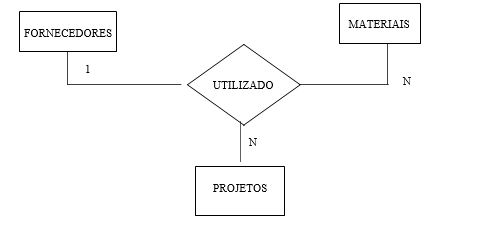 MATERIAIS
FORNECEDORES
1
N
UTILIZADO
N
PROJETOS